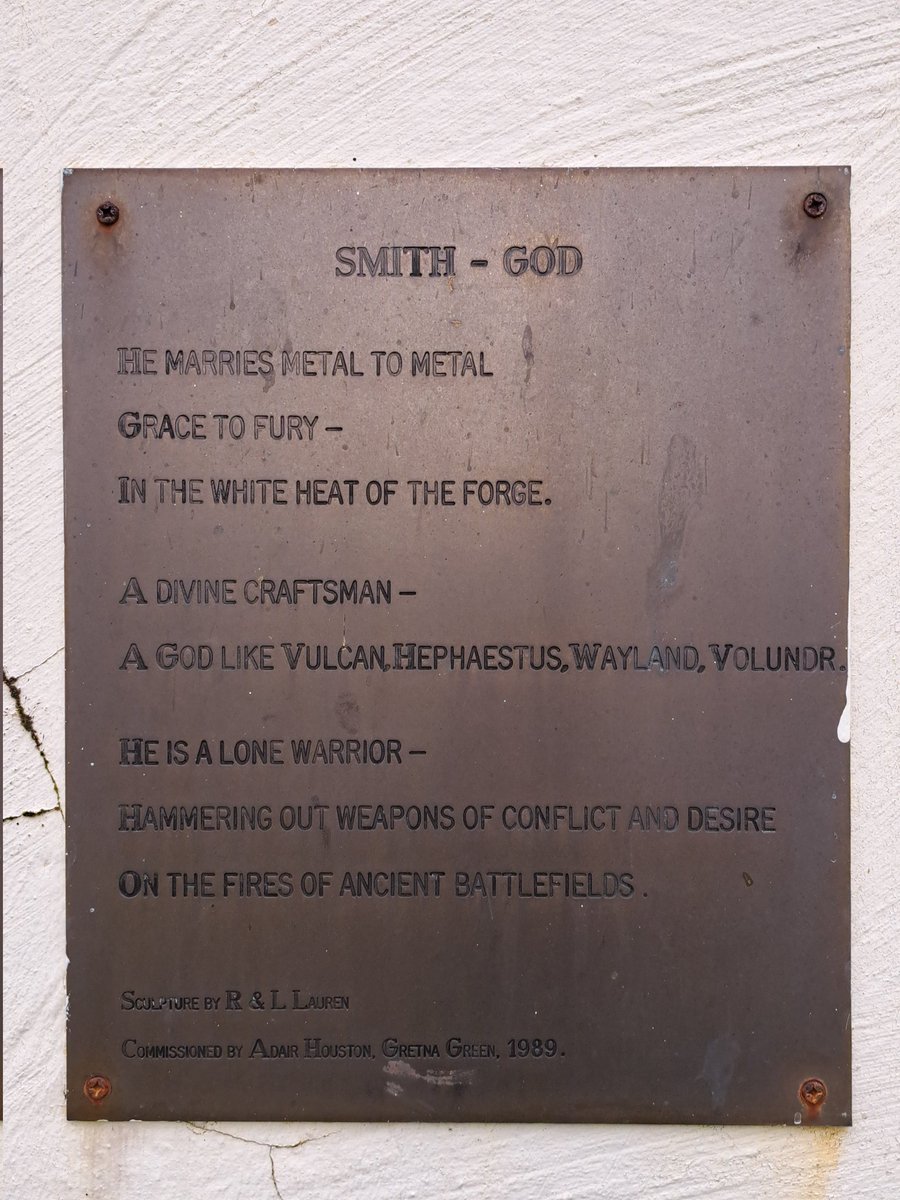 SMITH - GOD
HE MARRIES METAL TO METAL
GRACE TO FURY –
IN THE WHITE HEAT OF THE FORGE.
A DIVINE CRAFTSMAN –
A GOD LIKE VULCAN, HEPHAESTUS, WAYLAND, VOLUNDR.
HE IS A LONE WARRIOR –
HAMMERING OUT WEAPONS OF CONFLICT AND DESIRE
ON THE FIRES OF ANCIENT BATTLEFIELDS.
SCULPTURE BY R & L LAUREN
COMMISSIONED BY ADAIR HOUSTON, GRETNA GREEN, 1989.